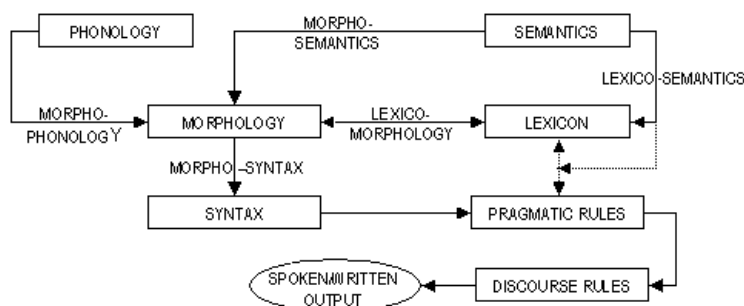 MORPHO-
SEMANTICS
PHONOLOGY
SEMANTICS
LEXICO-SEMANTICS
MORPHO-
PHONOLOGY
MORPHOLOGY
LEXICO-
MORPHOLOGY
LEXICON
MORPHO-SYNTAX
SYNTAX
PRAGMATIC RULES
SPOKEN/WRITTEN
OUTPUT
DISCOURSE RULES